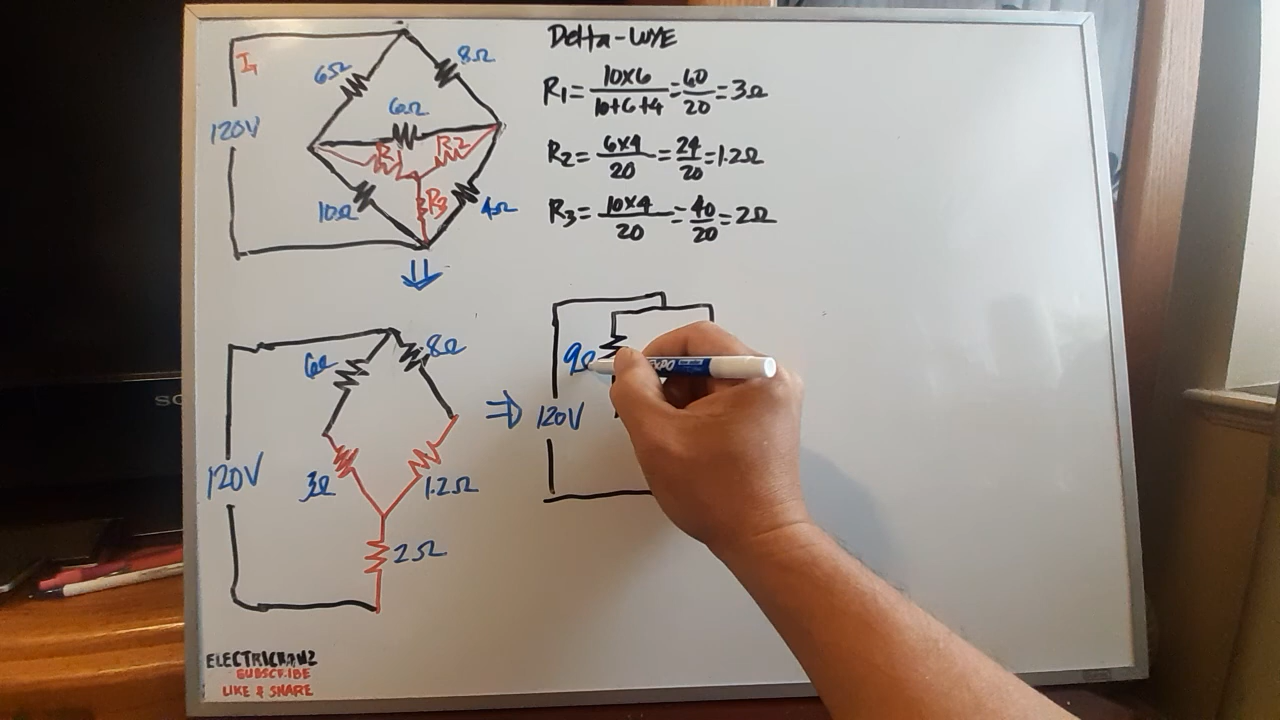 Delta-WYE
R1 = 10×6 / 10+6+4 = 60/20 = 3Ω
R2 = 6×4 / 20 = 24/20 = 1.2Ω
R3 = 10×4 / 20 = 40/20 = 2Ω
IT
120V
6Ω
8Ω
6Ω
R1
R2
R3
10Ω
4Ω
⇓
120V
6Ω
8Ω
3Ω
1.2Ω
2Ω
⇒
9Ω
120V
SO
ELECTRICHANZ
SUBSCRIBE
LIKE & SHARE